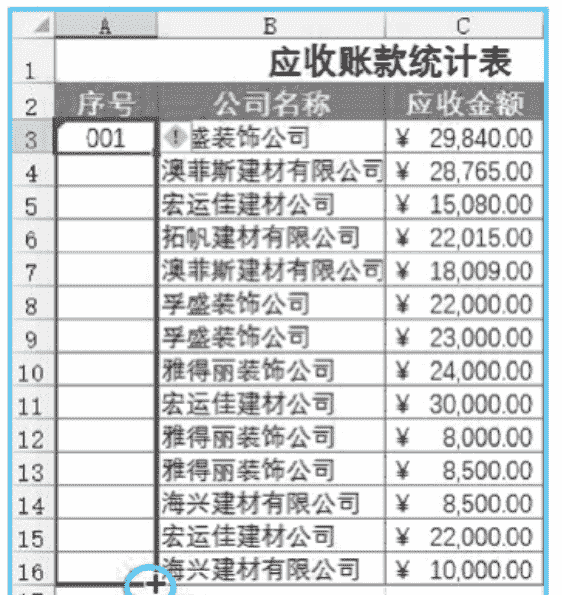 A B C
1 应收账款统计表
2 序号 公司名称 应收金额
3 001 盛装饰公司 ¥ 29,840.00
4 澳菲斯建材有限公司 ¥ 28,765.00
5 宏运佳建材公司 ¥ 15,080.00
6 拓帆建材有限公司 ¥ 22,015.00
7 澳菲斯建材有限公司 ¥ 18,009.00
8 孚盛装饰公司 ¥ 22,000.00
9 孚盛装饰公司 ¥ 23,000.00
10 雅得丽装饰公司 ¥ 24,000.00
11 宏运佳建材公司 ¥ 30,000.00
12 雅得丽装饰公司 ¥ 8,000.00
13 雅得丽装饰公司 ¥ 8,500.00
14 海兴建材有限公司 ¥ 8,500.00
15 宏运佳建材公司 ¥ 22,000.00
16 海兴建材有限公司 ¥ 10,000.00